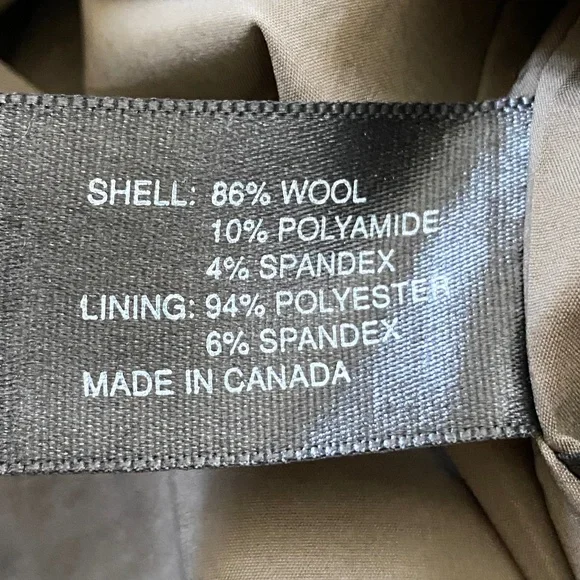 SHELL: 86% WOOL
10% POLYAMIDE
4% SPANDEX
LINING: 94% POLYESTER
6% SPANDEX
MADE IN CANADA